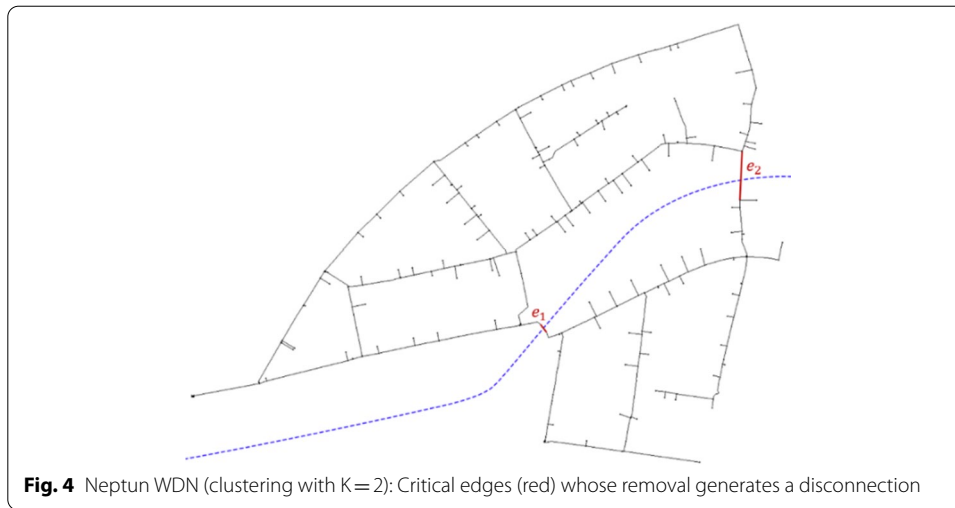 e₂
e₁
Fig. 4 Neptun WDN (clustering with K=2): Critical edges (red) whose removal generates a disconnection